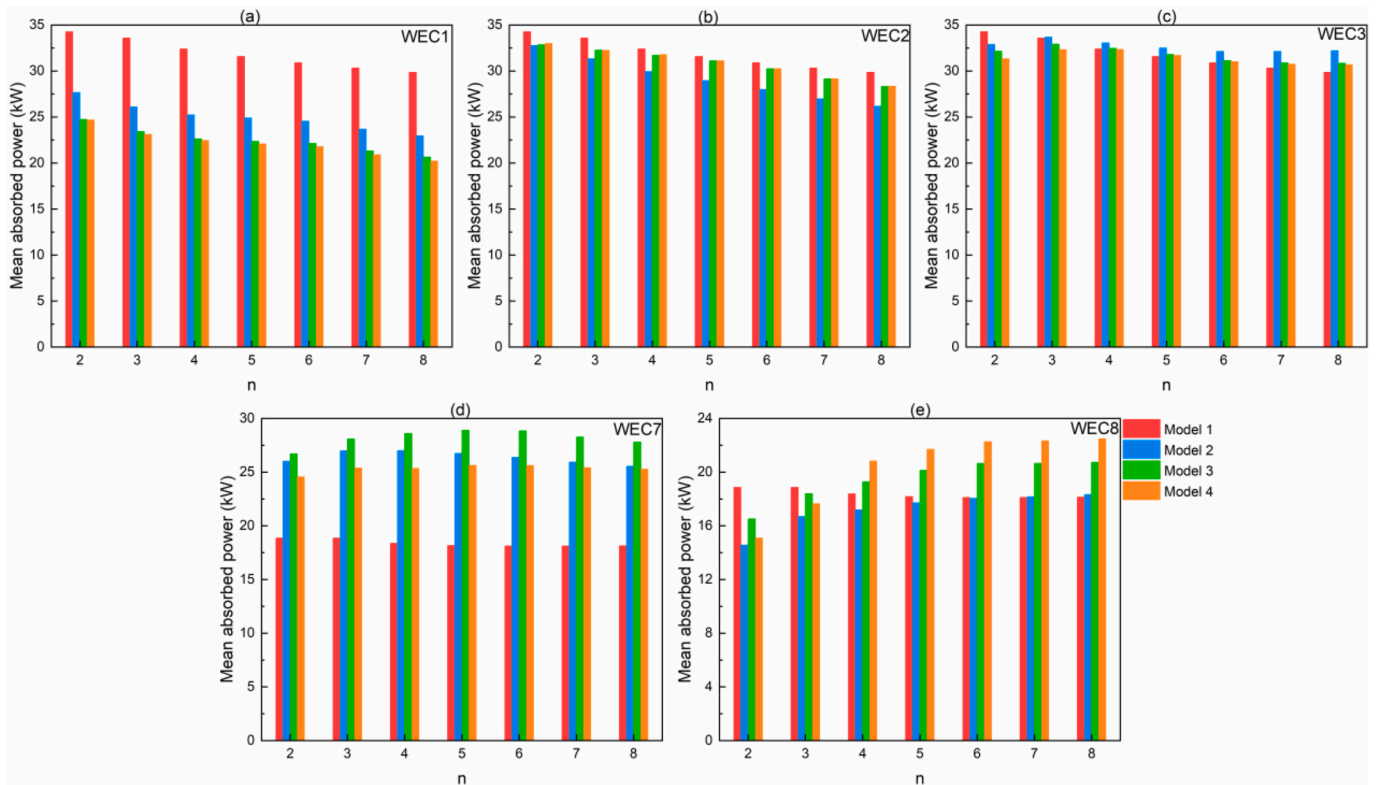 (a)
WEC1
Mean absorbed power (kW)
35
30
25
20
15
10
5
0
2 3 4 5 6 7 8
n
(b)
WEC2
Mean absorbed power (kW)
35
30
25
20
15
10
5
0
2 3 4 5 6 7 8
n
(c)
WEC3
Mean absorbed power (kW)
35
30
25
20
15
10
5
0
2 3 4 5 6 7 8
n
(d)
WEC7
Mean absorbed power (kW)
30
25
20
15
10
5
0
2 3 4 5 6 7 8
n
(e)
WEC8
Mean absorbed power (kW)
24
20
16
12
8
4
0
2 3 4 5 6 7 8
n
Model 1
Model 2
Model 3
Model 4